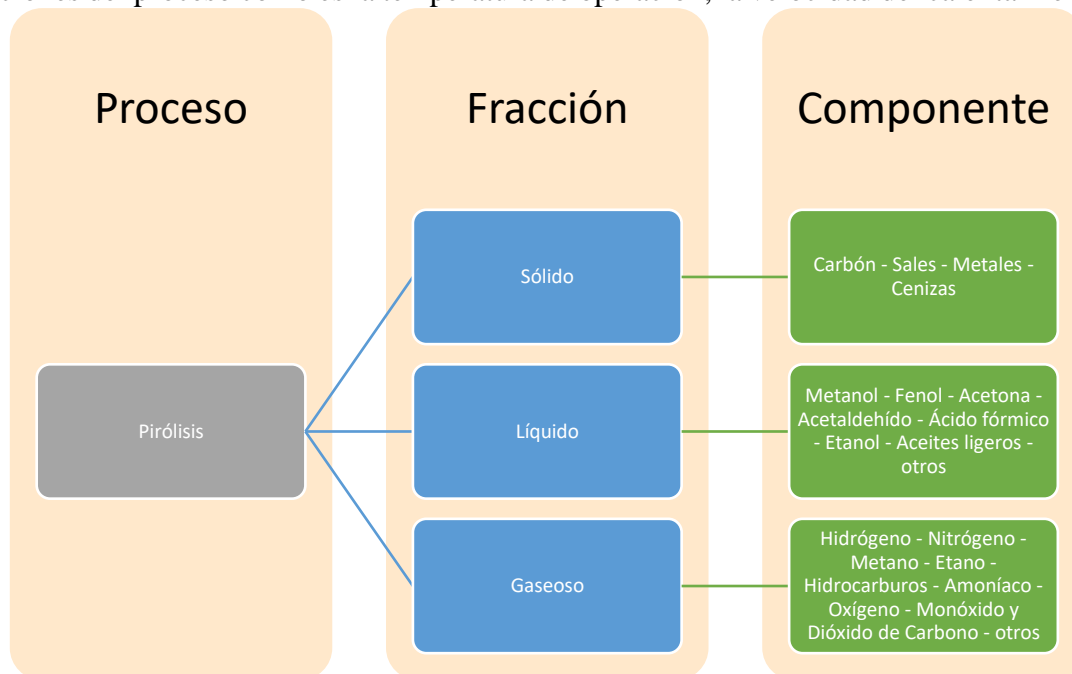 Proceso
Fracción
Componente
Sólido
Carbón - Sales - Metales -
Cenizas
Pirólisis
Líquido
Metanol - Fenol - Acetona -
Acetaldehído - Ácido fórmico
- Etanol - Aceites ligeros -
otros
Gaseoso
Hidrógeno - Nitrógeno -
Metano - Etano -
Hidrocarburos - Amoníaco -
Oxígeno - Monóxido y
Dióxido de Carbono - otros